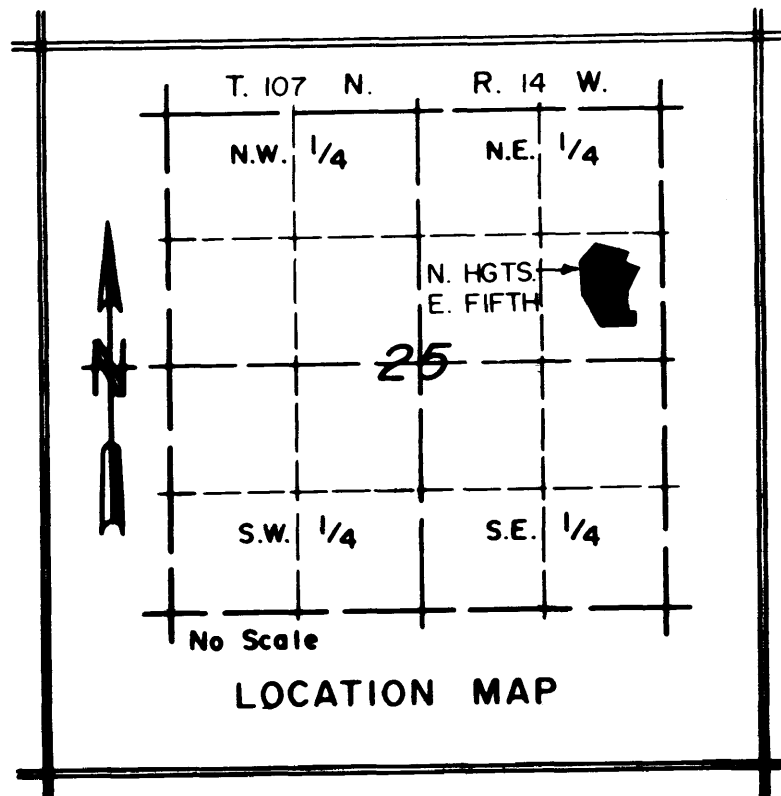 T. 107 N. R. 14 W.
N.W. 1/4 N.E. 1/4
N. HGTS.
E. FIFTH
N
25
S.W. 1/4 S.E. 1/4
No Scale
LOCATION MAP